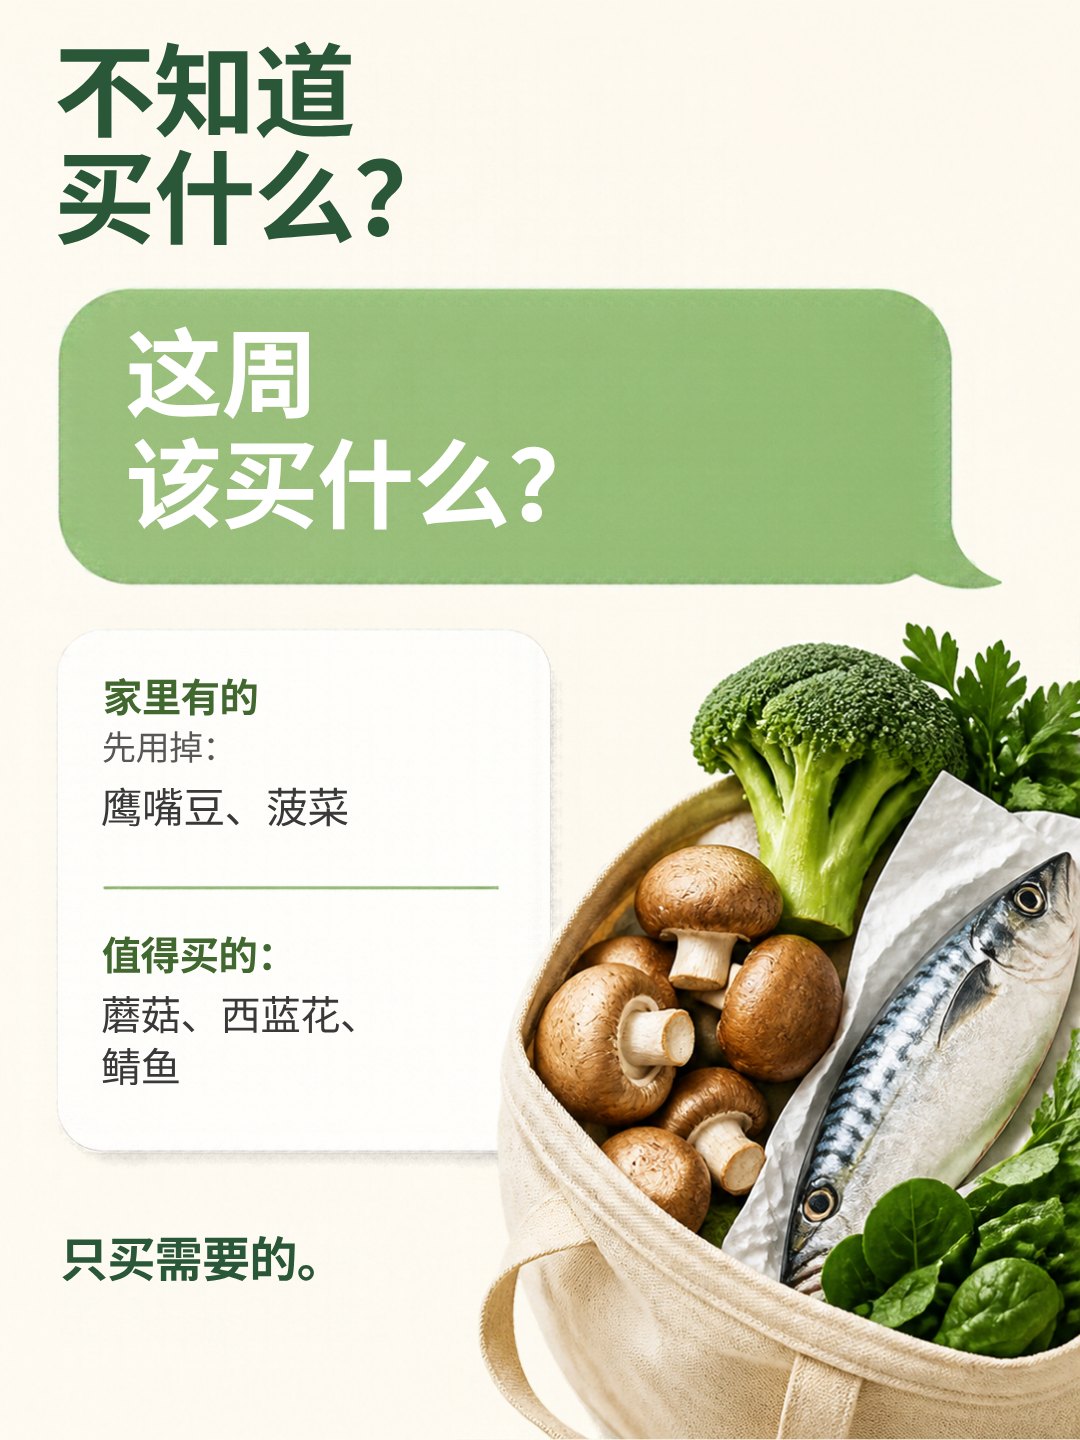 不知道
买什么？
这周
该买什么？
家里有的
先用掉：
鹰嘴豆、菠菜
值得买的：
蘑菇、西蓝花、
鲭鱼
只买需要的。